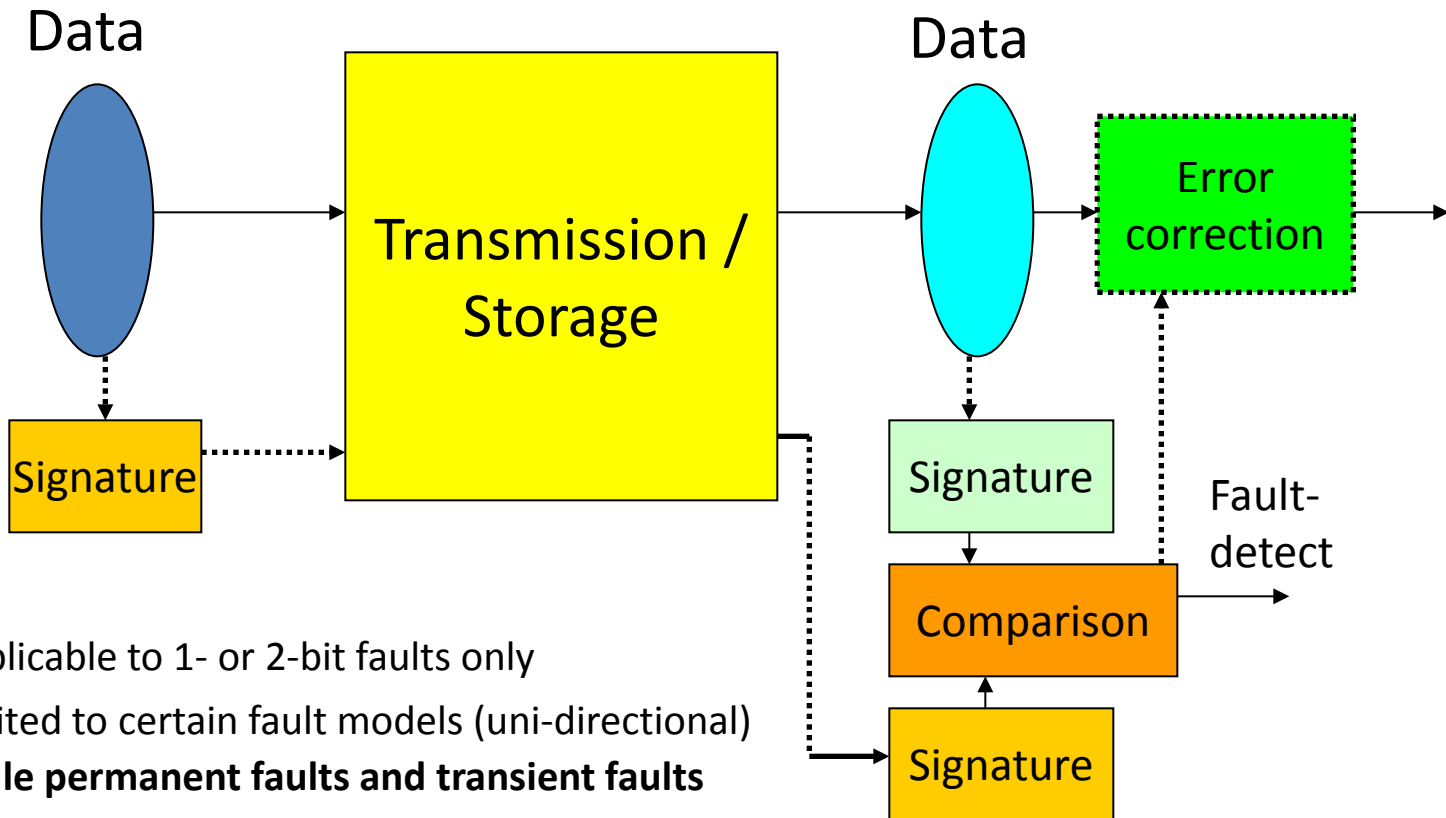 Data
Data
Transmission /
Storage
Error
correction
Signature
Signature
Fault-
detect
Comparison
Signature
plicable to 1- or 2-bit faults only
ited to certain fault models (uni-directional)
le permanent faults and transient faults